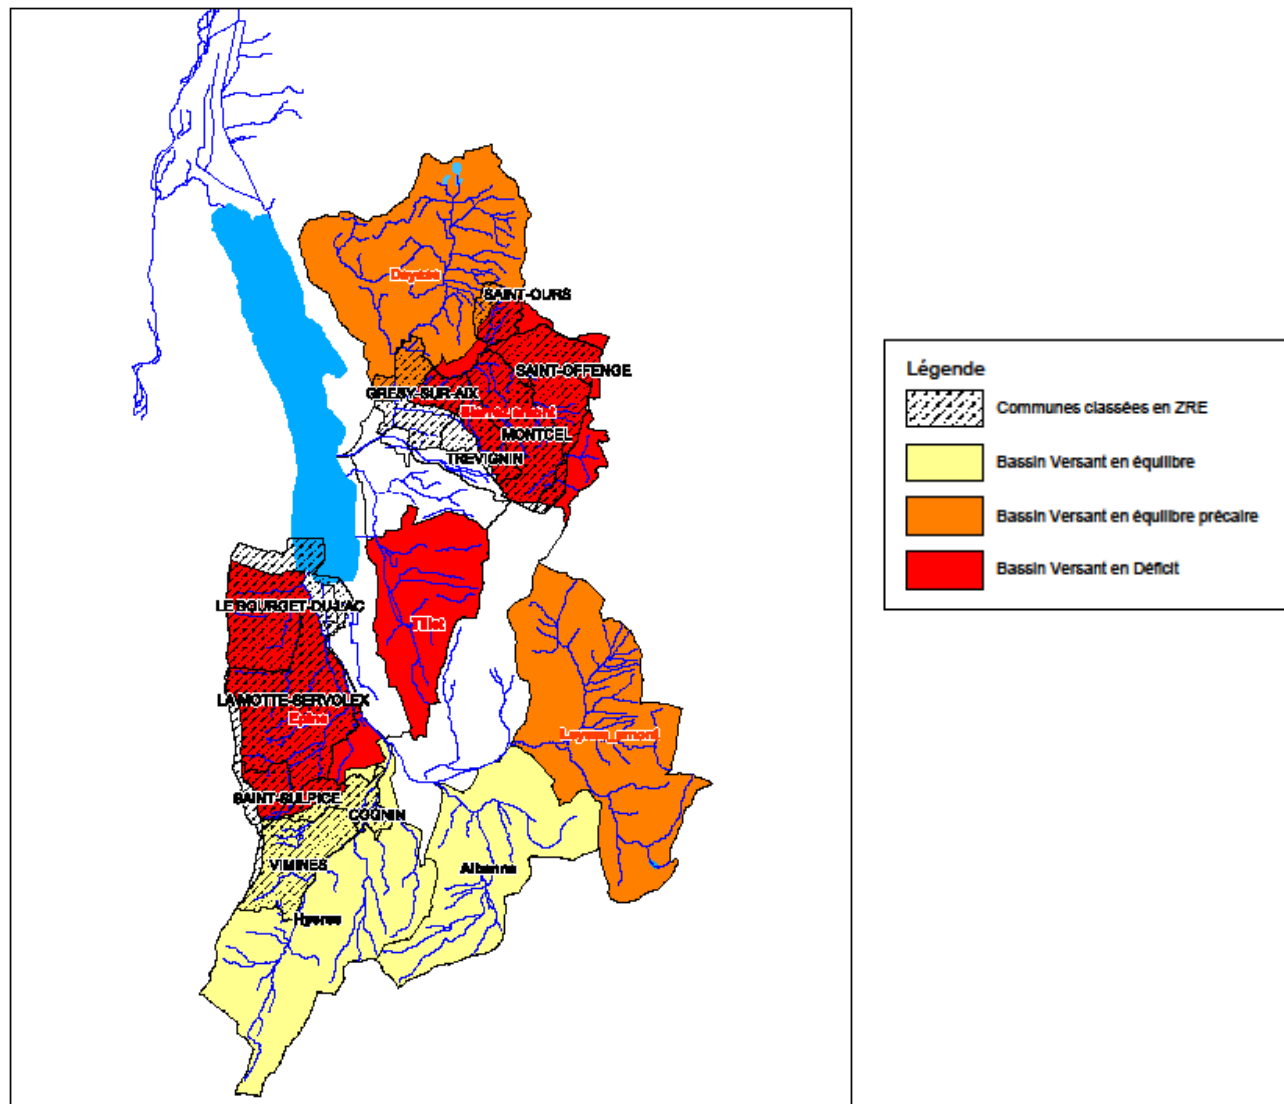 Deysse
SAINT-OURS
SAINT-OFFENGE
GRESY-SUR-AIX
MONTCEL
TREVIGNIN
LE BOURGET-DU-LAC
Tillet
LA MOTTE-SERVOLEX
Epine
Leysse_amont
SAINT-SULPICE
COGNIN
VIMINES
Albanne
Hyeres
Légende
Communes classées en ZRE
Bassin Versant en équilibre
Bassin Versant en équilibre précaire
Bassin Versant en Déficit